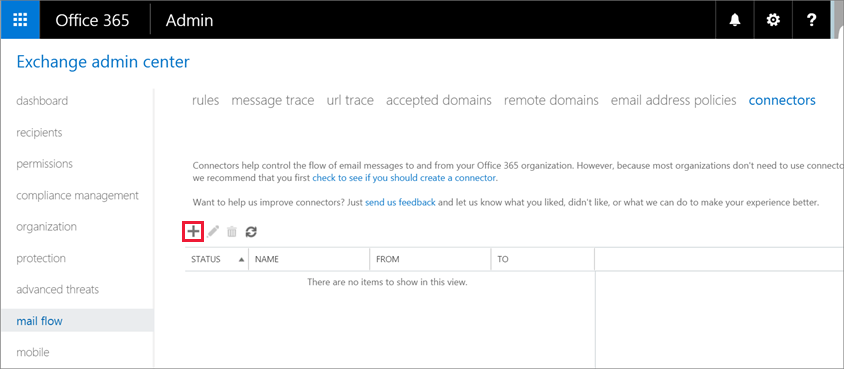 Office 365 Admin ?
Exchange admin center
dashboard
recipients
permissions
compliance management
organization
protection
advanced threats
mail flow
mobile
rules message trace url trace accepted domains remote domains email address policies connectors
Connectors help control the flow of email messages to and from your Office 365 organization. However, because most organizations don't need to use
we recommend that you first check to see if you should create a connector.
Want to help us improve connectors? Just send us feedback and let us know what you liked, didn't like, or what we can do to make your experience better.
STATUS NAME FROM TO
There are no items to show in this view.